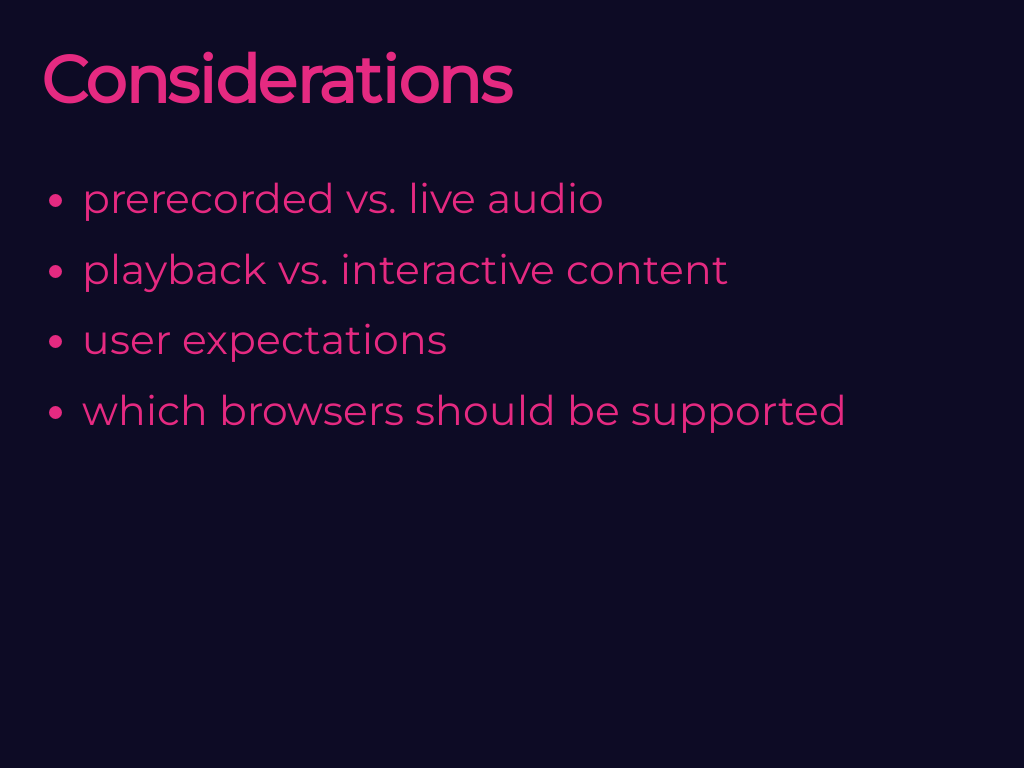 Considerations
• prerecorded vs. live audio
• playback vs. interactive content
• user expectations
• which browsers should be supported